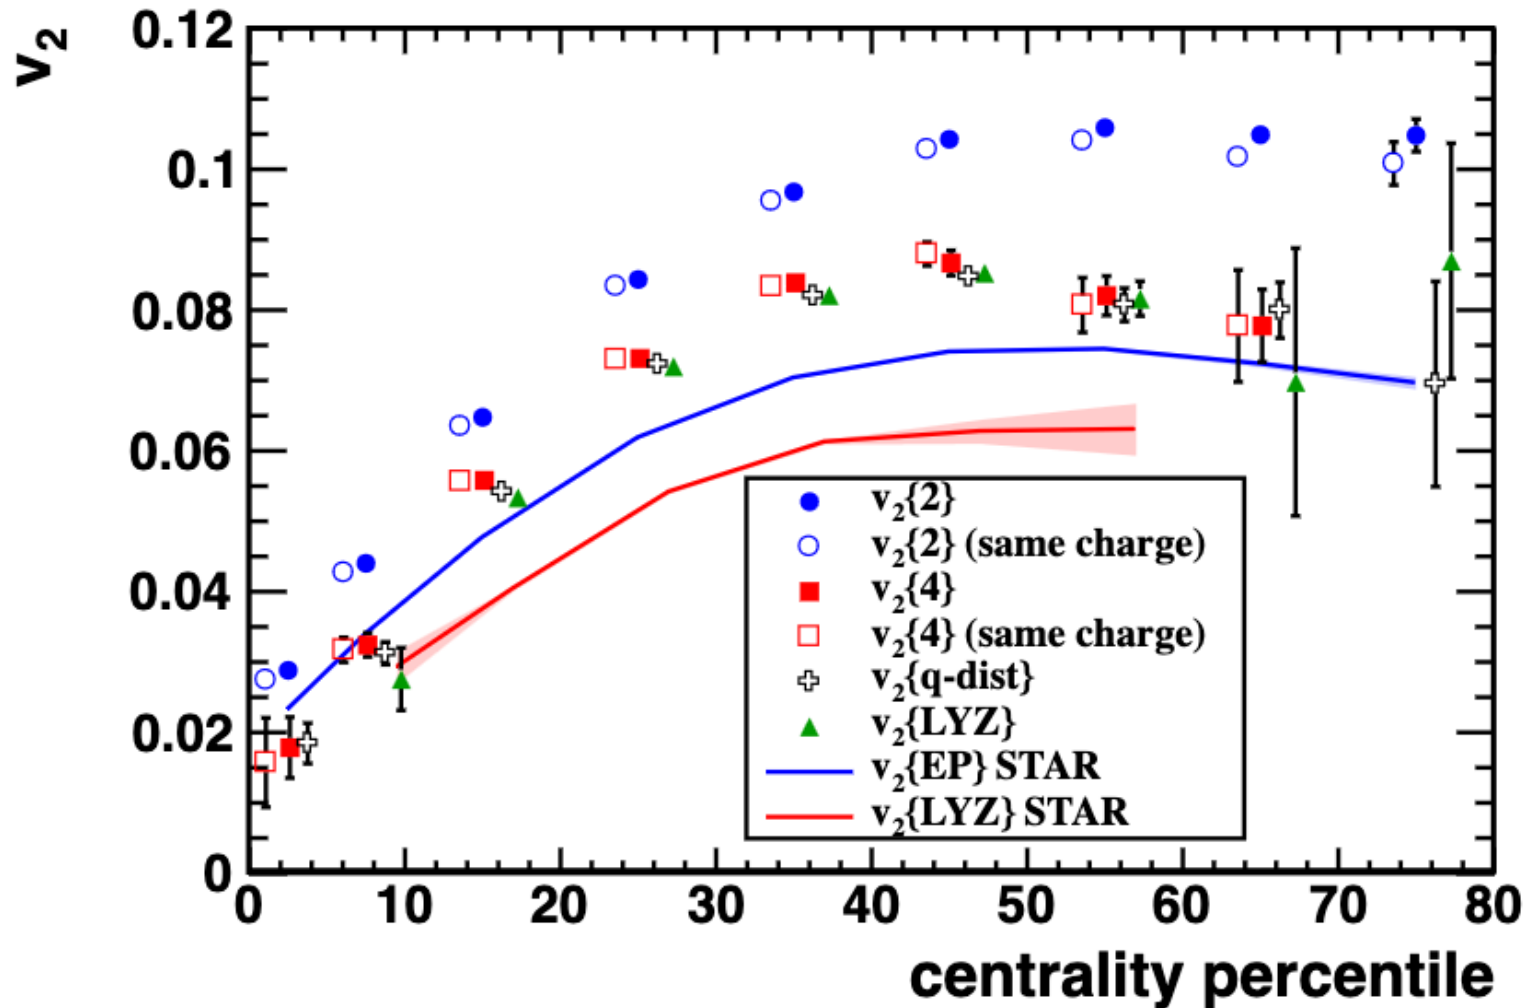 v2
0.12
0.1
0.08
0.06
0.04
0.02
0
v2{2}
v2{2} (same charge)
v2{4}
v2{4} (same charge)
v2{q-dist}
v2{LYZ}
v2{EP} STAR
v2{LYZ} STAR
0 10 20 30 40 50 60 70 80
centrality percentile